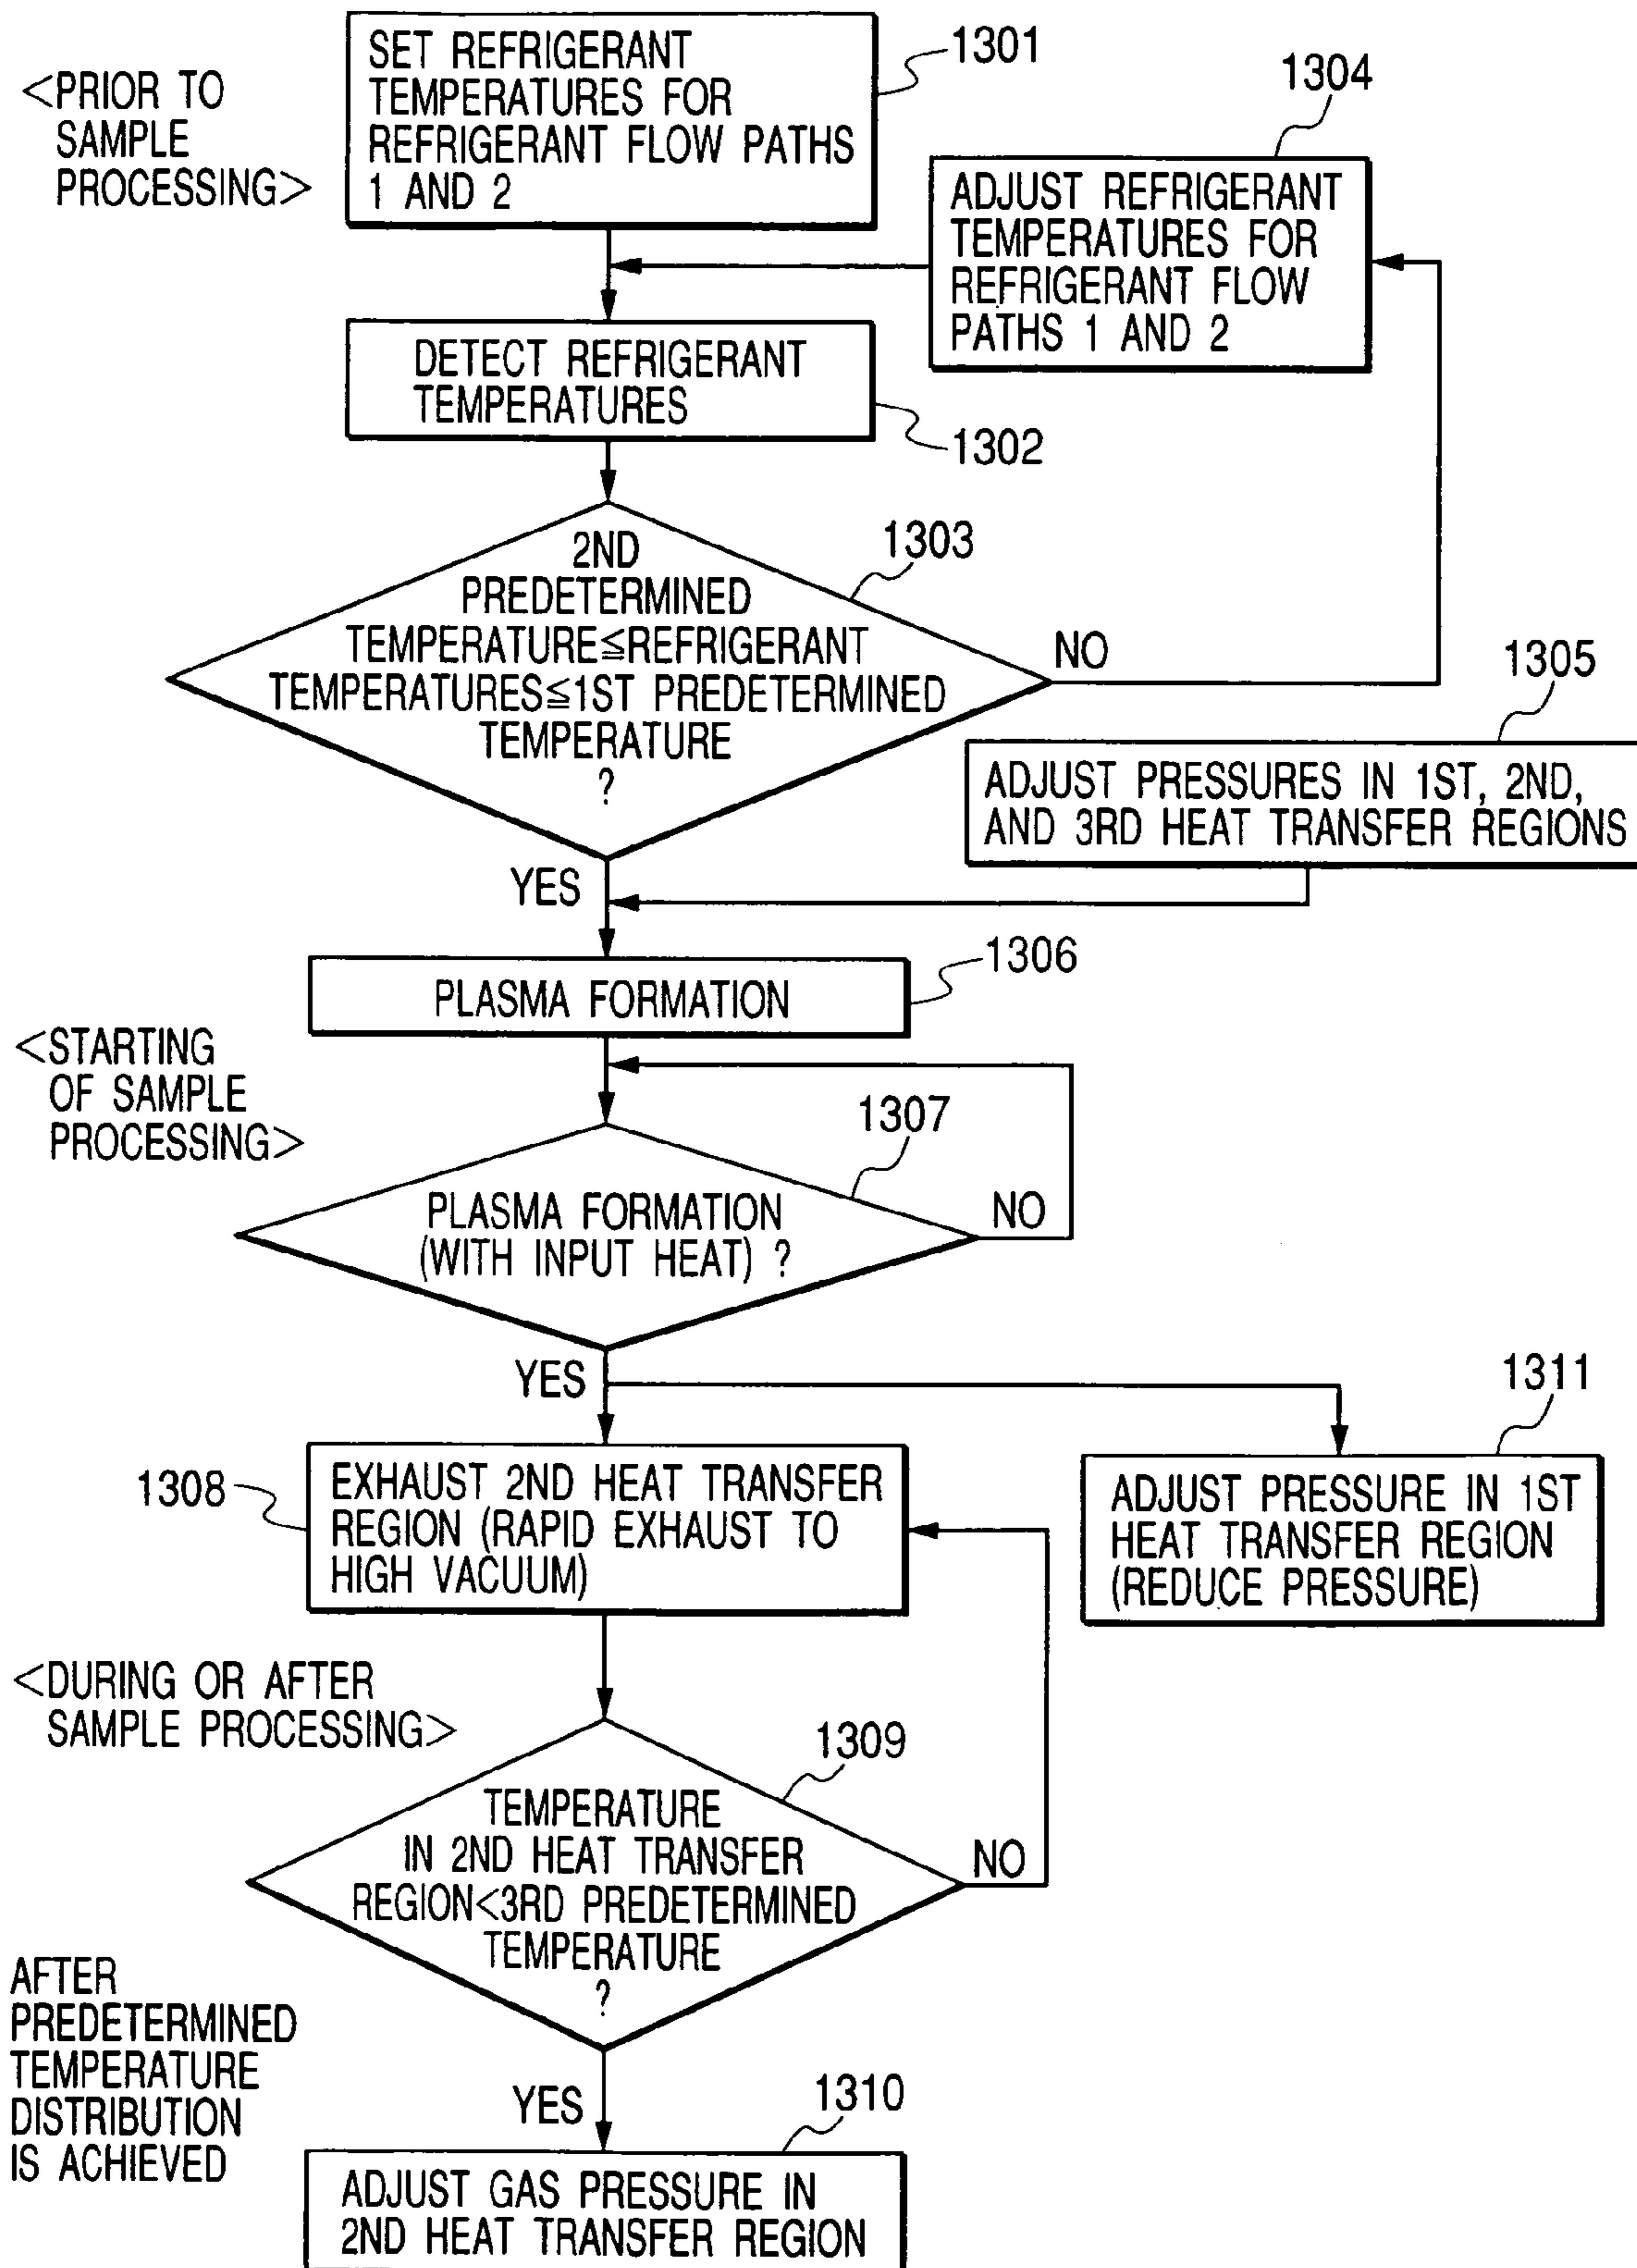 <PRIOR TO
SAMPLE
PROCESSING>
SET REFRIGERANT
TEMPERATURES FOR
REFRIGERANT FLOW PATHS
1 AND 2
1301
1304
ADJUST REFRIGERANT
TEMPERATURES FOR
REFRIGERANT FLOW
PATHS 1 AND 2
DETECT REFRIGERANT
TEMPERATURES
1302
2ND
PREDETERMINED
TEMPERATURE≦REFRIGERANT
TEMPERATURES≦1ST PREDETERMINED
TEMPERATURE
?
1303
NO
1305
ADJUST PRESSURES IN 1ST, 2ND,
AND 3RD HEAT TRANSFER REGIONS
YES
1306
PLASMA FORMATION
<STARTING
OF SAMPLE
PROCESSING>
1307
PLASMA FORMATION
(WITH INPUT HEAT) ?
NO
YES
1311
1308
EXHAUST 2ND HEAT TRANSFER
REGION (RAPID EXHAUST TO
HIGH VACUUM)
ADJUST PRESSURE IN 1ST
HEAT TRANSFER REGION
(REDUCE PRESSURE)
<DURING OR AFTER
SAMPLE PROCESSING>
1309
TEMPERATURE
IN 2ND HEAT TRANSFER
REGION<3RD PREDETERMINED
TEMPERATURE
?
NO
AFTER
PREDETERMINED
TEMPERATURE
DISTRIBUTION
IS ACHIEVED
YES
1310
ADJUST GAS PRESSURE IN
2ND HEAT TRANSFER REGION